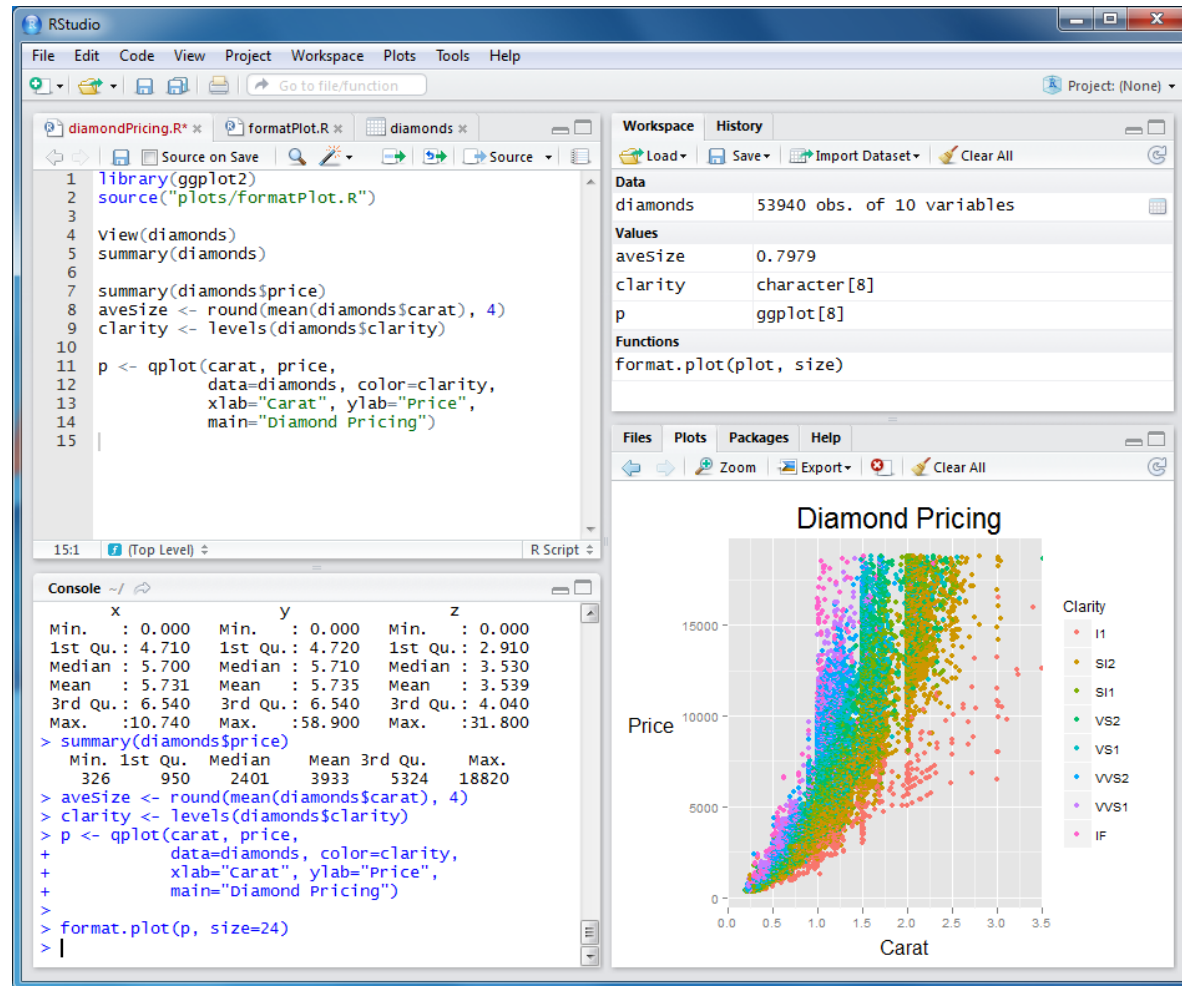 RStudio
File Edit Code View Project Workspace Plots Tools Help
Go to file/function
Project: (None)
diamondPricing.R*
formatPlot.R
diamonds
Source on Save
Source
1 library(ggplot2)
2 source("plots/formatPlot.R")
3
4 View(diamonds)
5 summary(diamonds)
6
7 summary(diamonds$price)
8 aveSize <- round(mean(diamonds$carat), 4)
9 clarity <- levels(diamonds$clarity)
10
11 p <- qplot(carat, price,
12 data=diamonds, color=clarity,
13 xlab="Carat", ylab="Price",
14 main="Diamond Pricing")
15
15:1 (Top Level) R Script
Console ~/
x y z
Min. : 0.000 Min. : 0.000 Min. : 0.000
1st Qu.: 4.710 1st Qu.: 4.720 1st Qu.: 2.910
Median : 5.700 Median : 5.710 Median : 3.530
Mean : 5.731 Mean : 5.735 Mean : 3.539
3rd Qu.: 6.540 3rd Qu.: 6.540 3rd Qu.: 4.040
Max. :10.740 Max. :58.900 Max. :31.800
> summary(diamonds$price)
Min. 1st Qu. Median Mean 3rd Qu. Max.
326 950 2401 3933 5324 18820
> aveSize <- round(mean(diamonds$carat), 4)
> clarity <- levels(diamonds$clarity)
> p <- qplot(carat, price,
+ data=diamonds, color=clarity,
+ xlab="Carat", ylab="Price",
+ main="Diamond Pricing")
>
> format.plot(p, size=24)
>
Workspace History
Load Save Import Dataset Clear All
Data
diamonds 53940 obs. of 10 variables
Values
aveSize 0.7979
clarity character[8]
p ggplot[8]
Functions
format.plot(plot, size)
Files Plots Packages Help
Zoom Export Clear All
Diamond Pricing
Price
15000
10000
5000
0
0.0 0.5 1.0 1.5 2.0 2.5 3.0 3.5
Carat
Clarity
I1
SI2
SI1
VS2
VS1
VVS2
VVS1
IF